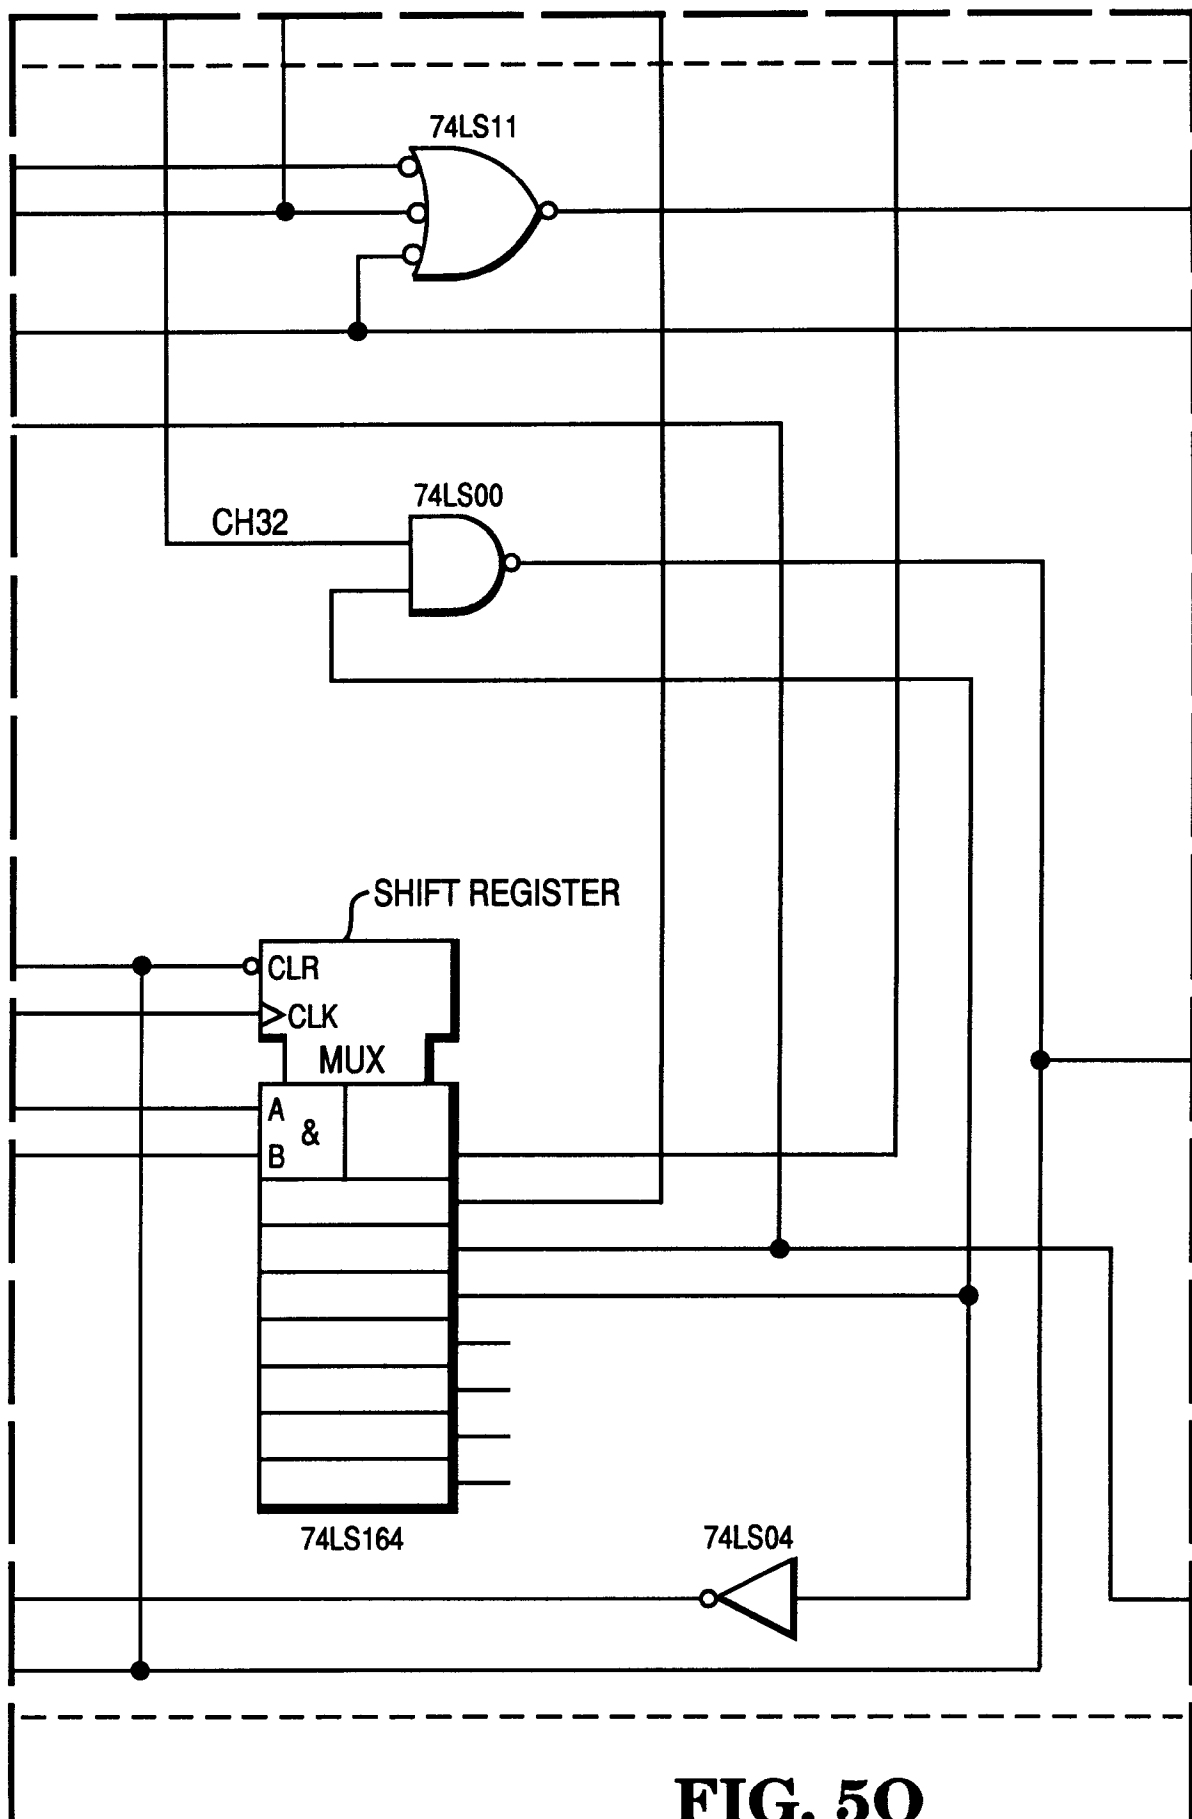 74LS11
74LS00
CH32
SHIFT REGISTER
CLR
CLK
MUX
A
&
B
74LS164
74LS04
FIG. 5O